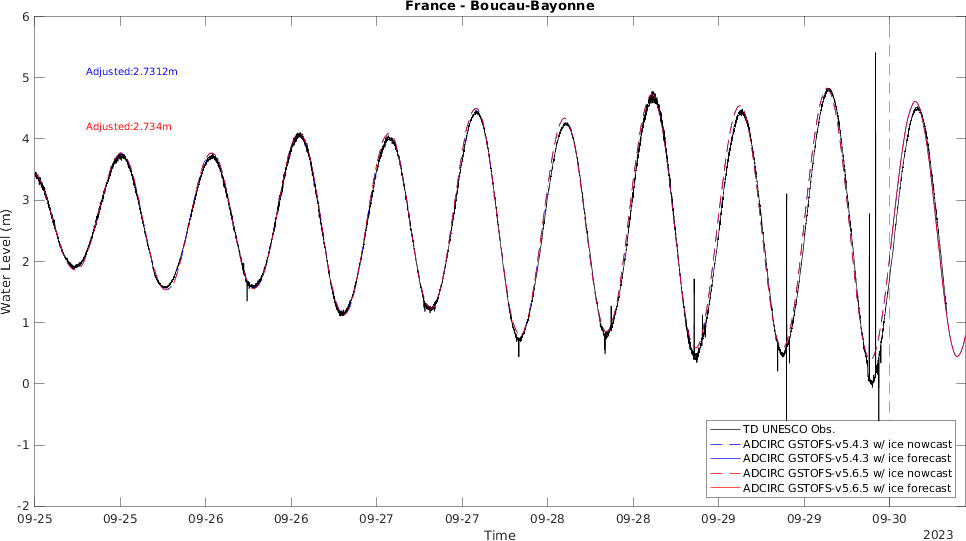 France - Boucau-Bayonne
6
5
4
3
2
1
0
-1
-2
Water Level (m)
Adjusted:2.7312m
Adjusted:2.734m
TD UNESCO Obs.
ADCIRC GSTOFS-v5.4.3 w/ ice nowcast
ADCIRC GSTOFS-v5.4.3 w/ ice forecast
ADCIRC GSTOFS-v5.6.5 w/ ice nowcast
ADCIRC GSTOFS-v5.6.5 w/ ice forecast
09-25 09-25 09-26 09-26 09-27 09-27 09-28 09-28 09-29 09-29 09-30
Time
2023